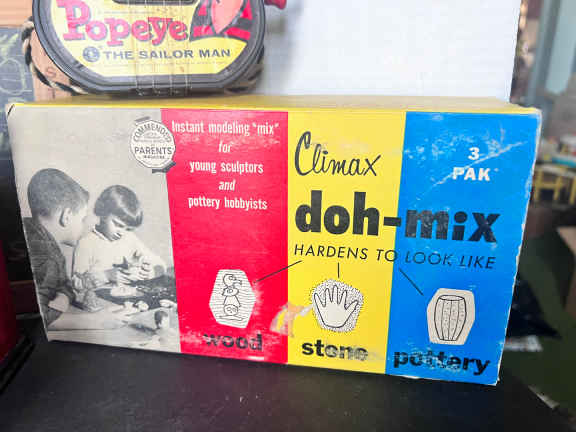 Popeye
THE SAILOR MAN
COMMENDED
PARENTS'
MAGAZINE
Instant modeling "mix"
for
young sculptors
and
pottery hobbyists
Climax
3
PAK
doh-mix
HARDENS TO LOOK LIKE
wood
stone
pottery